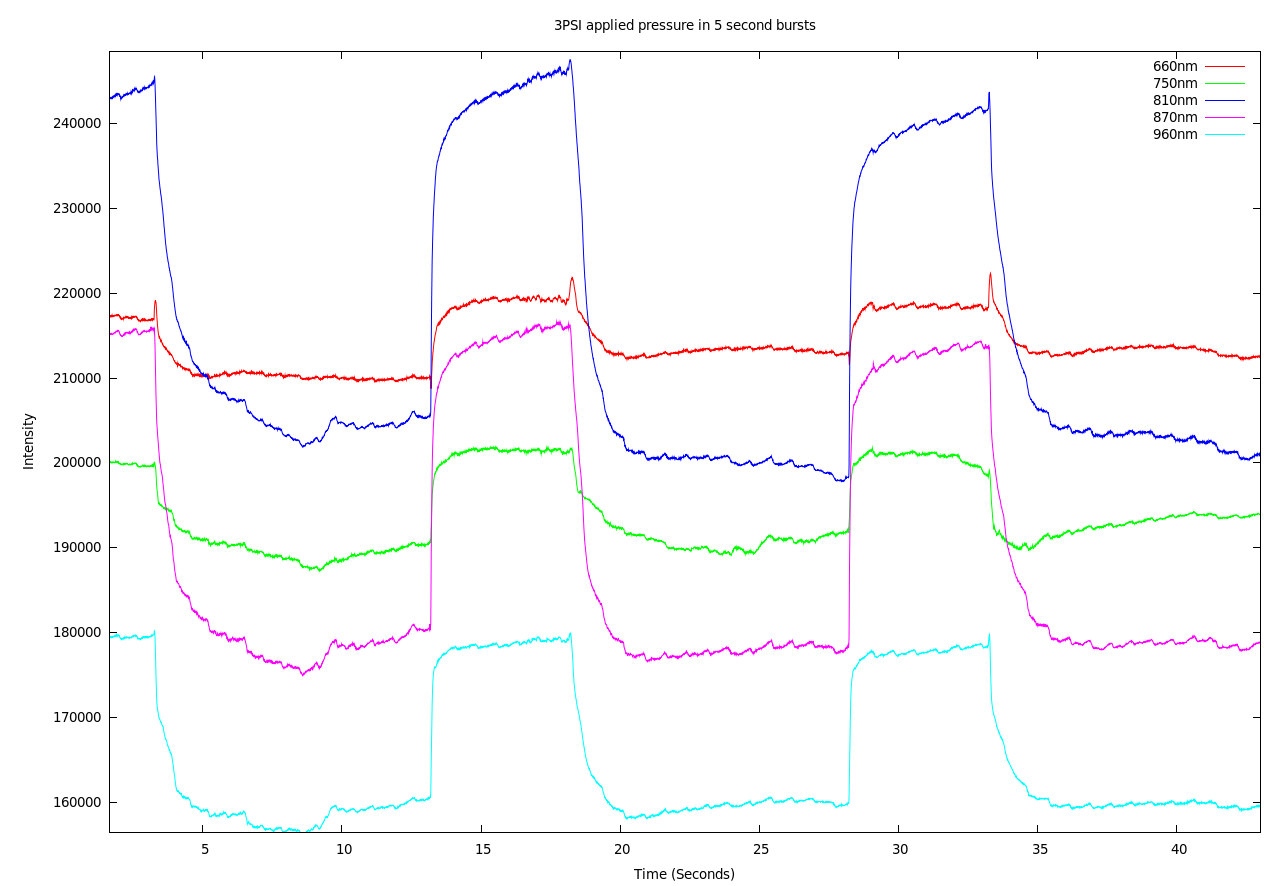 3PSI applied pressure in 5 second bursts
660nm
750nm
810nm
870nm
960nm
240000
230000
220000
210000
200000
190000
180000
170000
160000
Intensity
5 10 15 20 25 30 35 40
Time (Seconds)